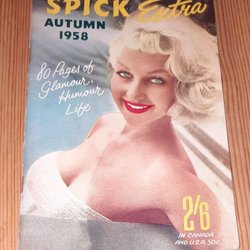 SPICK Extra
AUTUMN
1958
80 Pages of
Glamour,
Humour
Life
2/6
IN CANADA
AND U.S.A. 50c.